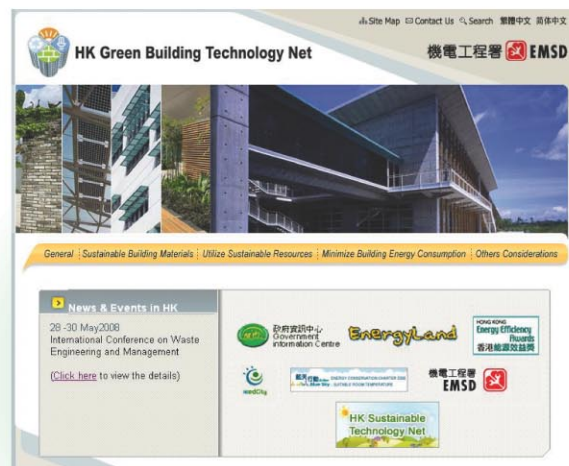 Site Map Contact Us Search 繁體中文 简体中文
HK Green Building Technology Net
機電工程署 EMSD
General Sustainable Building Materials Utilize Sustainable Resources Minimize Building Energy Consumption Others Considerations
News & Events in HK
28 -30 May2008
International Conference on Waste
Engineering and Management
(Click here to view the details)
政府資訊中心
Government
information Centre
EnergyLand
HONG KONG
Energy Efficiency
Awards
香港能源效益獎
ENERGY CONSERVATION CHARTER
機電工程署
EMSD
HK Sustainable
Technology Net